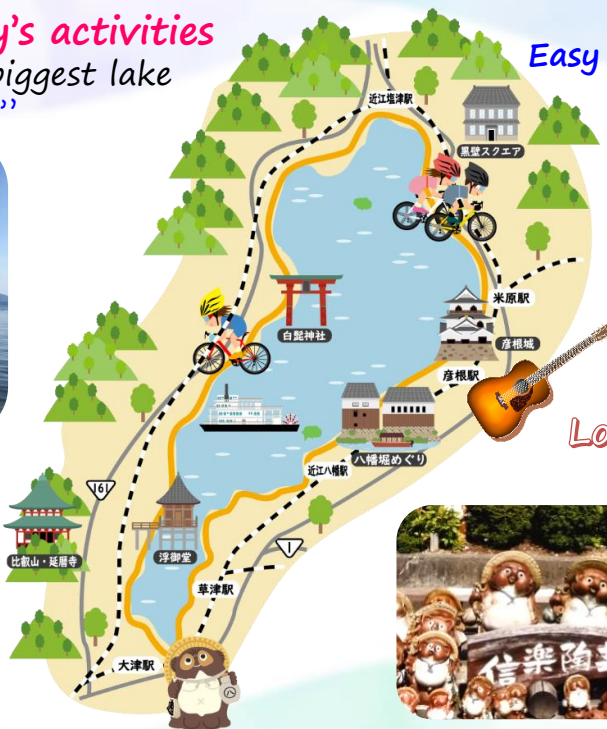 y's activities
biggest lake
"
Easy
近江塩津駅
黒壁スクエア
米原駅
白髭神社
彦根城
彦根駅
Lo
八幡堀めぐり
近江八幡駅
161
比叡山・延暦寺
浮御堂
1
草津駅
大津駅
八
信楽陶芸